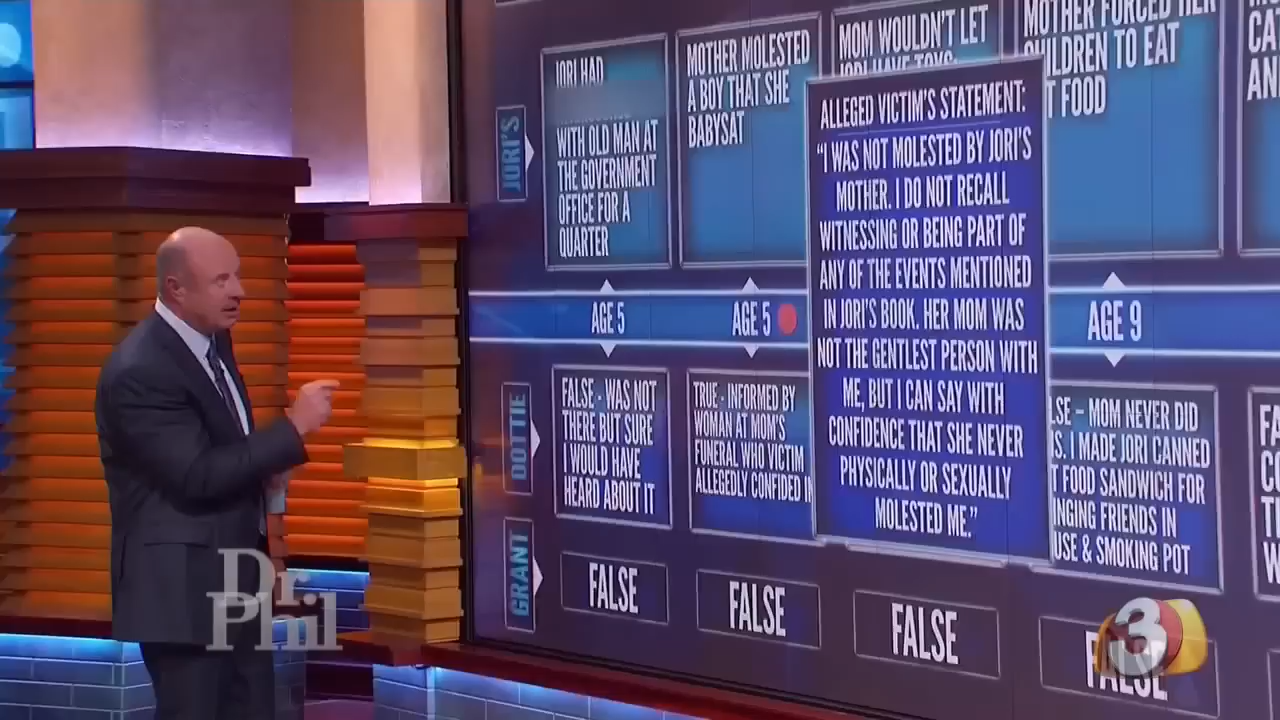 JORI'S
JORI HAD
WITH OLD MAN AT
THE GOVERNMENT
OFFICE FOR A
QUARTER
MOTHER MOLESTED
A BOY THAT SHE
BABYSAT
MOM WOULDN'T LET
JORI HAVE TOYS
MOTHER FORCED HER
CHILDREN TO EAT
FOOD
ALLEGED VICTIM'S STATEMENT:
"I WAS NOT MOLESTED BY JORI'S
MOTHER. I DO NOT RECALL
WITNESSING OR BEING PART OF
ANY OF THE EVENTS MENTIONED
IN JORI'S BOOK. HER MOM WAS
NOT THE GENTLEST PERSON WITH
ME, BUT I CAN SAY WITH
CONFIDENCE THAT SHE NEVER
PHYSICALLY OR SEXUALLY
MOLESTED ME."
AGE 5
AGE 5
AGE 9
DOTTIE
FALSE - WAS NOT
THERE BUT SURE
I WOULD HAVE
HEARD ABOUT IT
TRUE - INFORMED BY
WOMAN AT MOM'S
FUNERAL WHO VICTIM
ALLEGEDLY CONFIDED
LSE - MOM NEVER DID
S. I MADE JORI CANNED
T FOOD SANDWICH FOR
NGING FRIENDS IN
USE & SMOKING POT
GRANT
FALSE
FALSE
FALSE
FALSE
Dr.
Phil
3